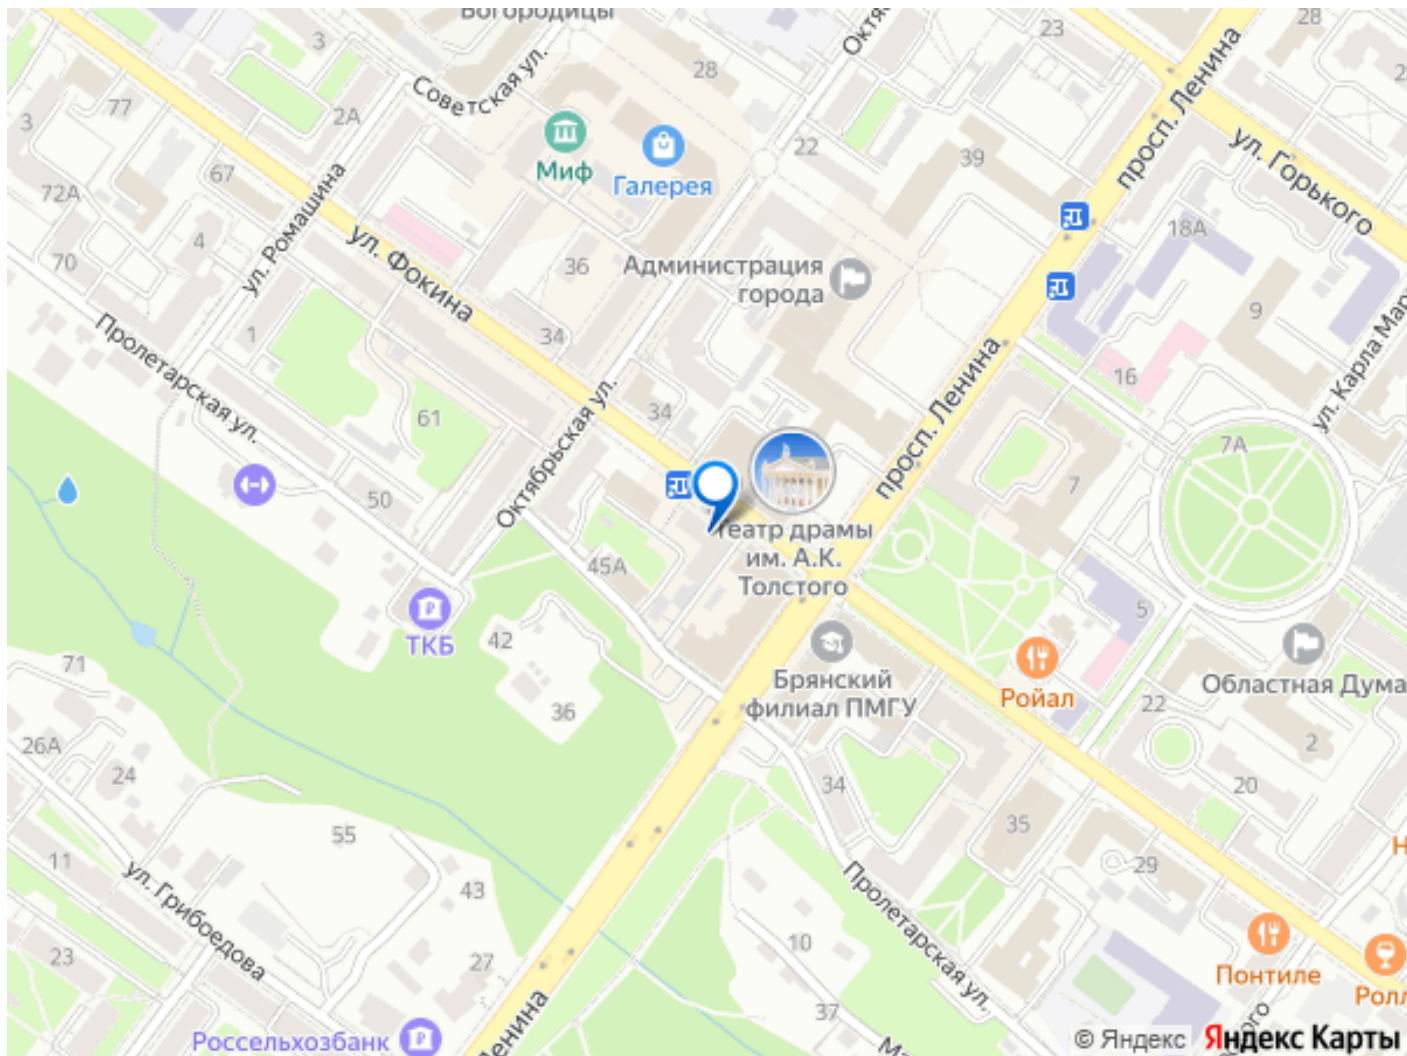 Богородицы
3
28
23
28
Советская ул.
77
3
2А
Миф
Галерея
22
39
просп. Ленина
ул. Горького
67
72А
ул. Ромашина
4
70
ул. Фокина
36
Администрация
города
18А
9
Пролетарская ул.
1
34
16
ул. Карла Мар
61
34
Октябрьская ул.
просп. Ленина
7А
7
50
Театр драмы
им. А.К.
Толстого
45А
5
ТКБ
42
71
Брянский
филиал ПМГУ
Ройал
Областная Дума
36
22
2
26А
24
34
20
55
35
11
ул. Грибоедова
43
29
Пролетарская ул.
23
27
10
Понтиле
37
Россельхозбанк
© Яндекс
Яндекс Карты